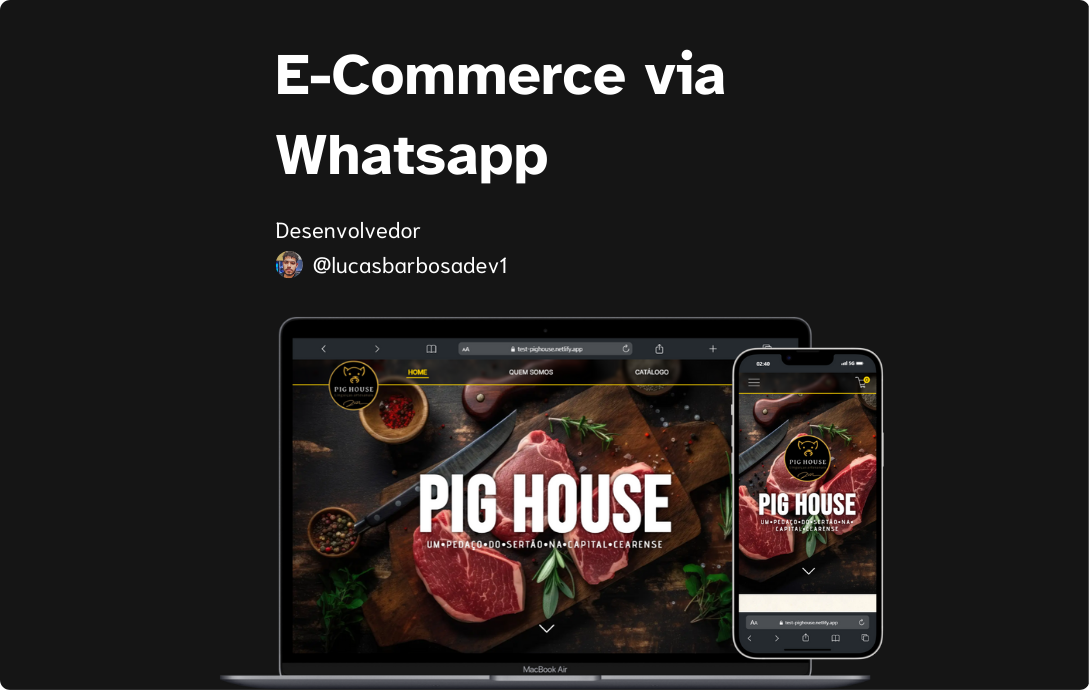 E-Commerce via
Whatsapp
Desenvolvedor
@lucasbarbosadev1
AA test-pighouse.netlify.app
PIG HOUSE
HOME QUEM SOMOS CATÁLOGO
PIG HOUSE
UM•PEDAÇO•DO•SERTÃO•NA•CAPITAL•CEARENSE
MacBook Air
02:40 5G
0
PIG HOUSE
PIG HOUSE
UM•PEDAÇO•DO•SERTÃO•NA•
CAPITAL•CEARENSE
AA test-pighouse.netlify.app